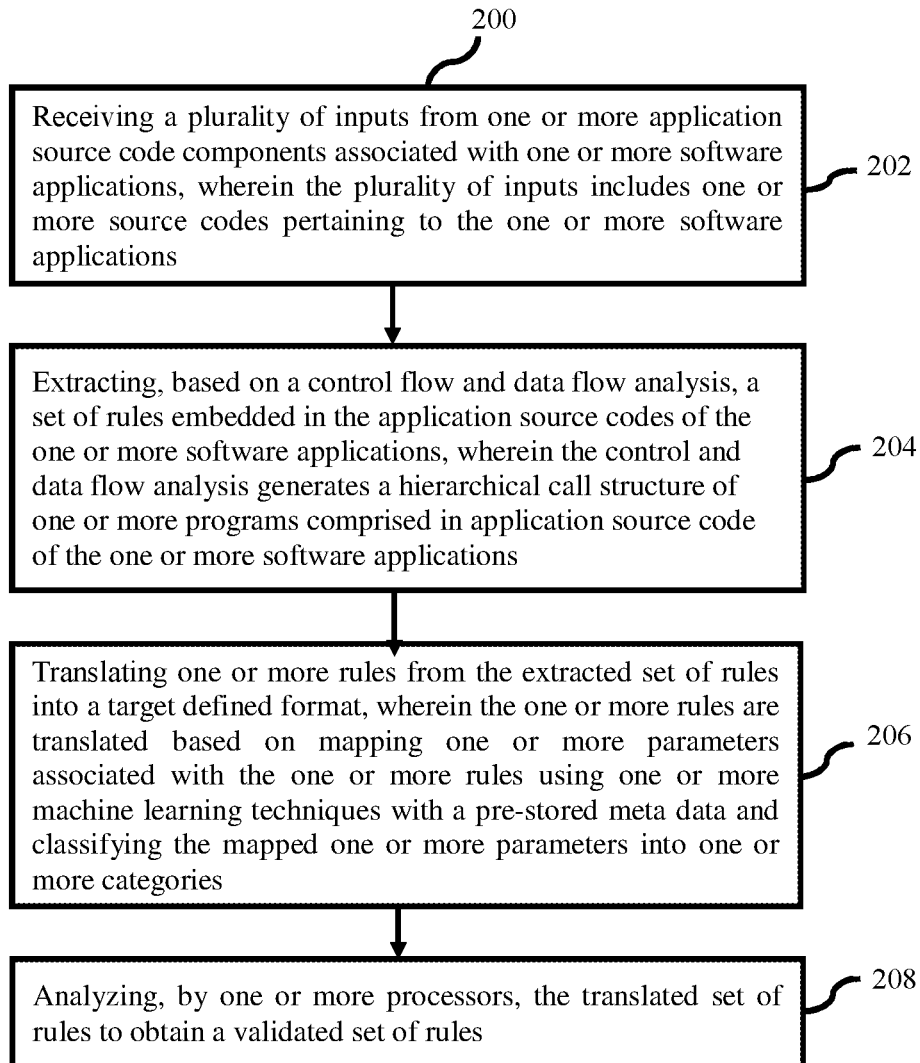 200
Receiving a plurality of inputs from one or more application
source code components associated with one or more software
applications, wherein the plurality of inputs includes one or
more source codes pertaining to the one or more software
applications
202
Extracting, based on a control flow and data flow analysis, a
set of rules embedded in the application source codes of the
one or more software applications, wherein the control and
data flow analysis generates a hierarchical call structure of
one or more programs comprised in application source code
of the one or more software applications
204
Translating one or more rules from the extracted set of rules
into a target defined format, wherein the one or more rules are
translated based on mapping one or more parameters
associated with the one or more rules using one or more
machine learning techniques with a pre-stored meta data and
classifying the mapped one or more parameters into one or
more categories
206
Analyzing, by one or more processors, the translated set of
rules to obtain a validated set of rules
208